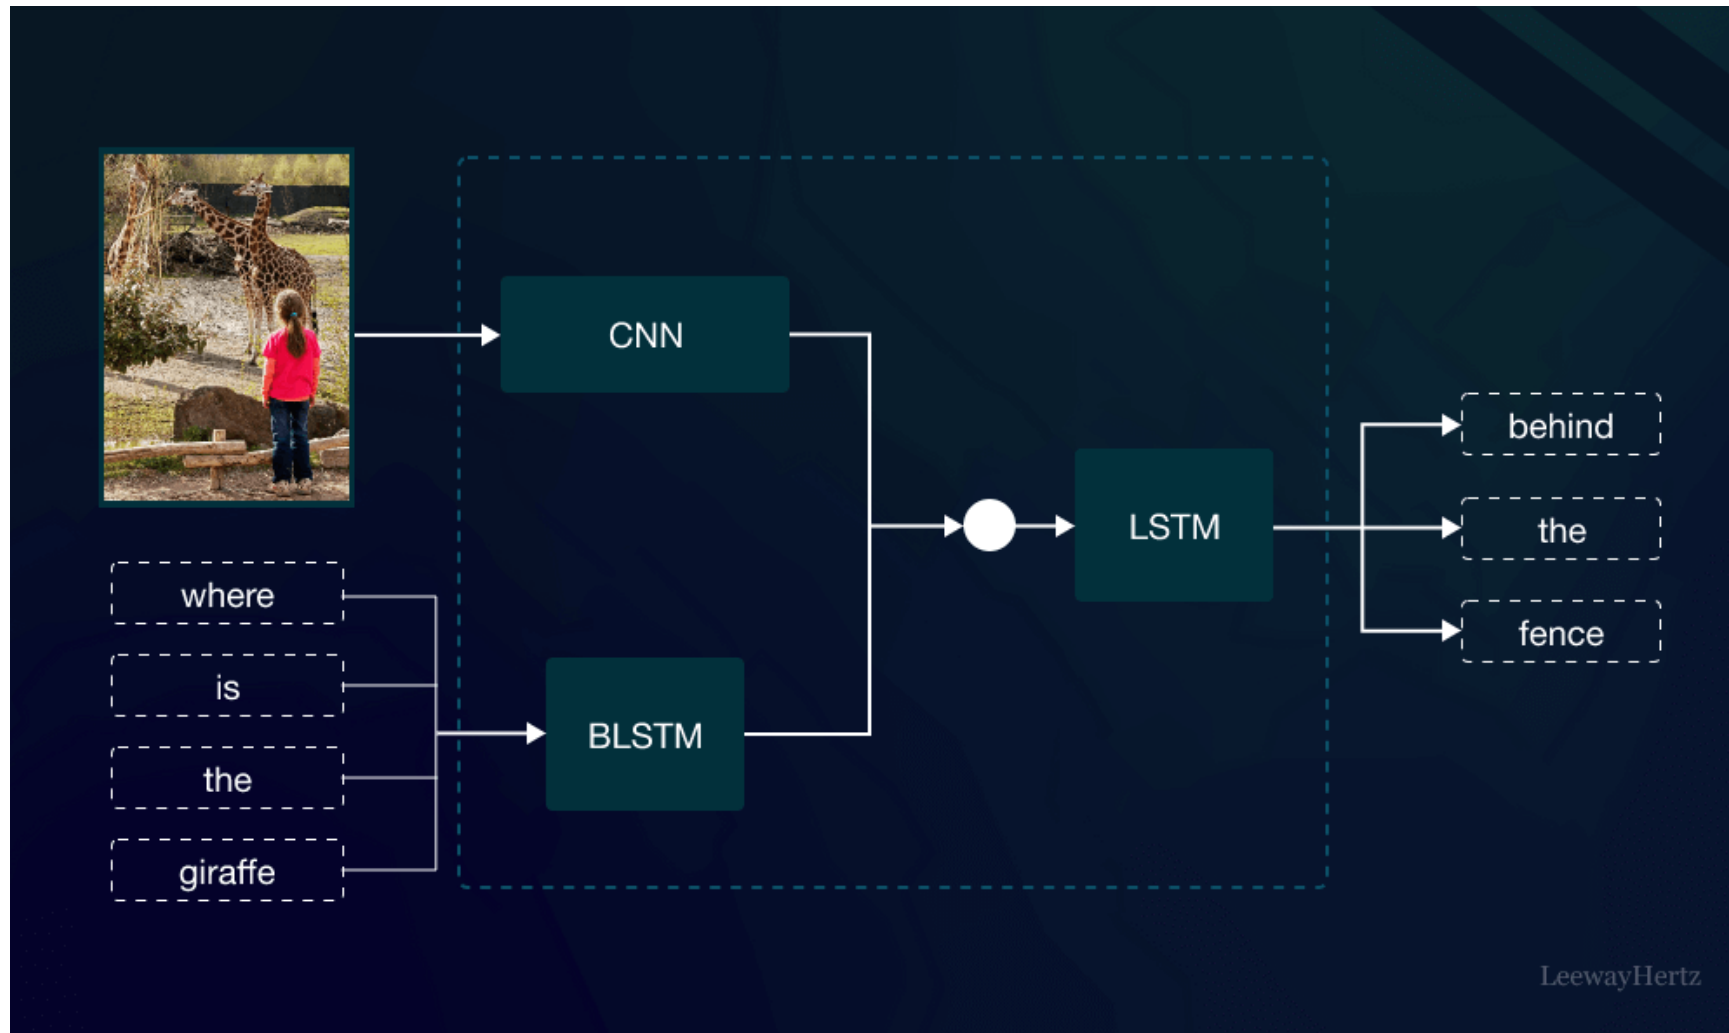 CNN
where
is
the
giraffe
BLSTM
LSTM
behind
the
fence
LeewayHertz